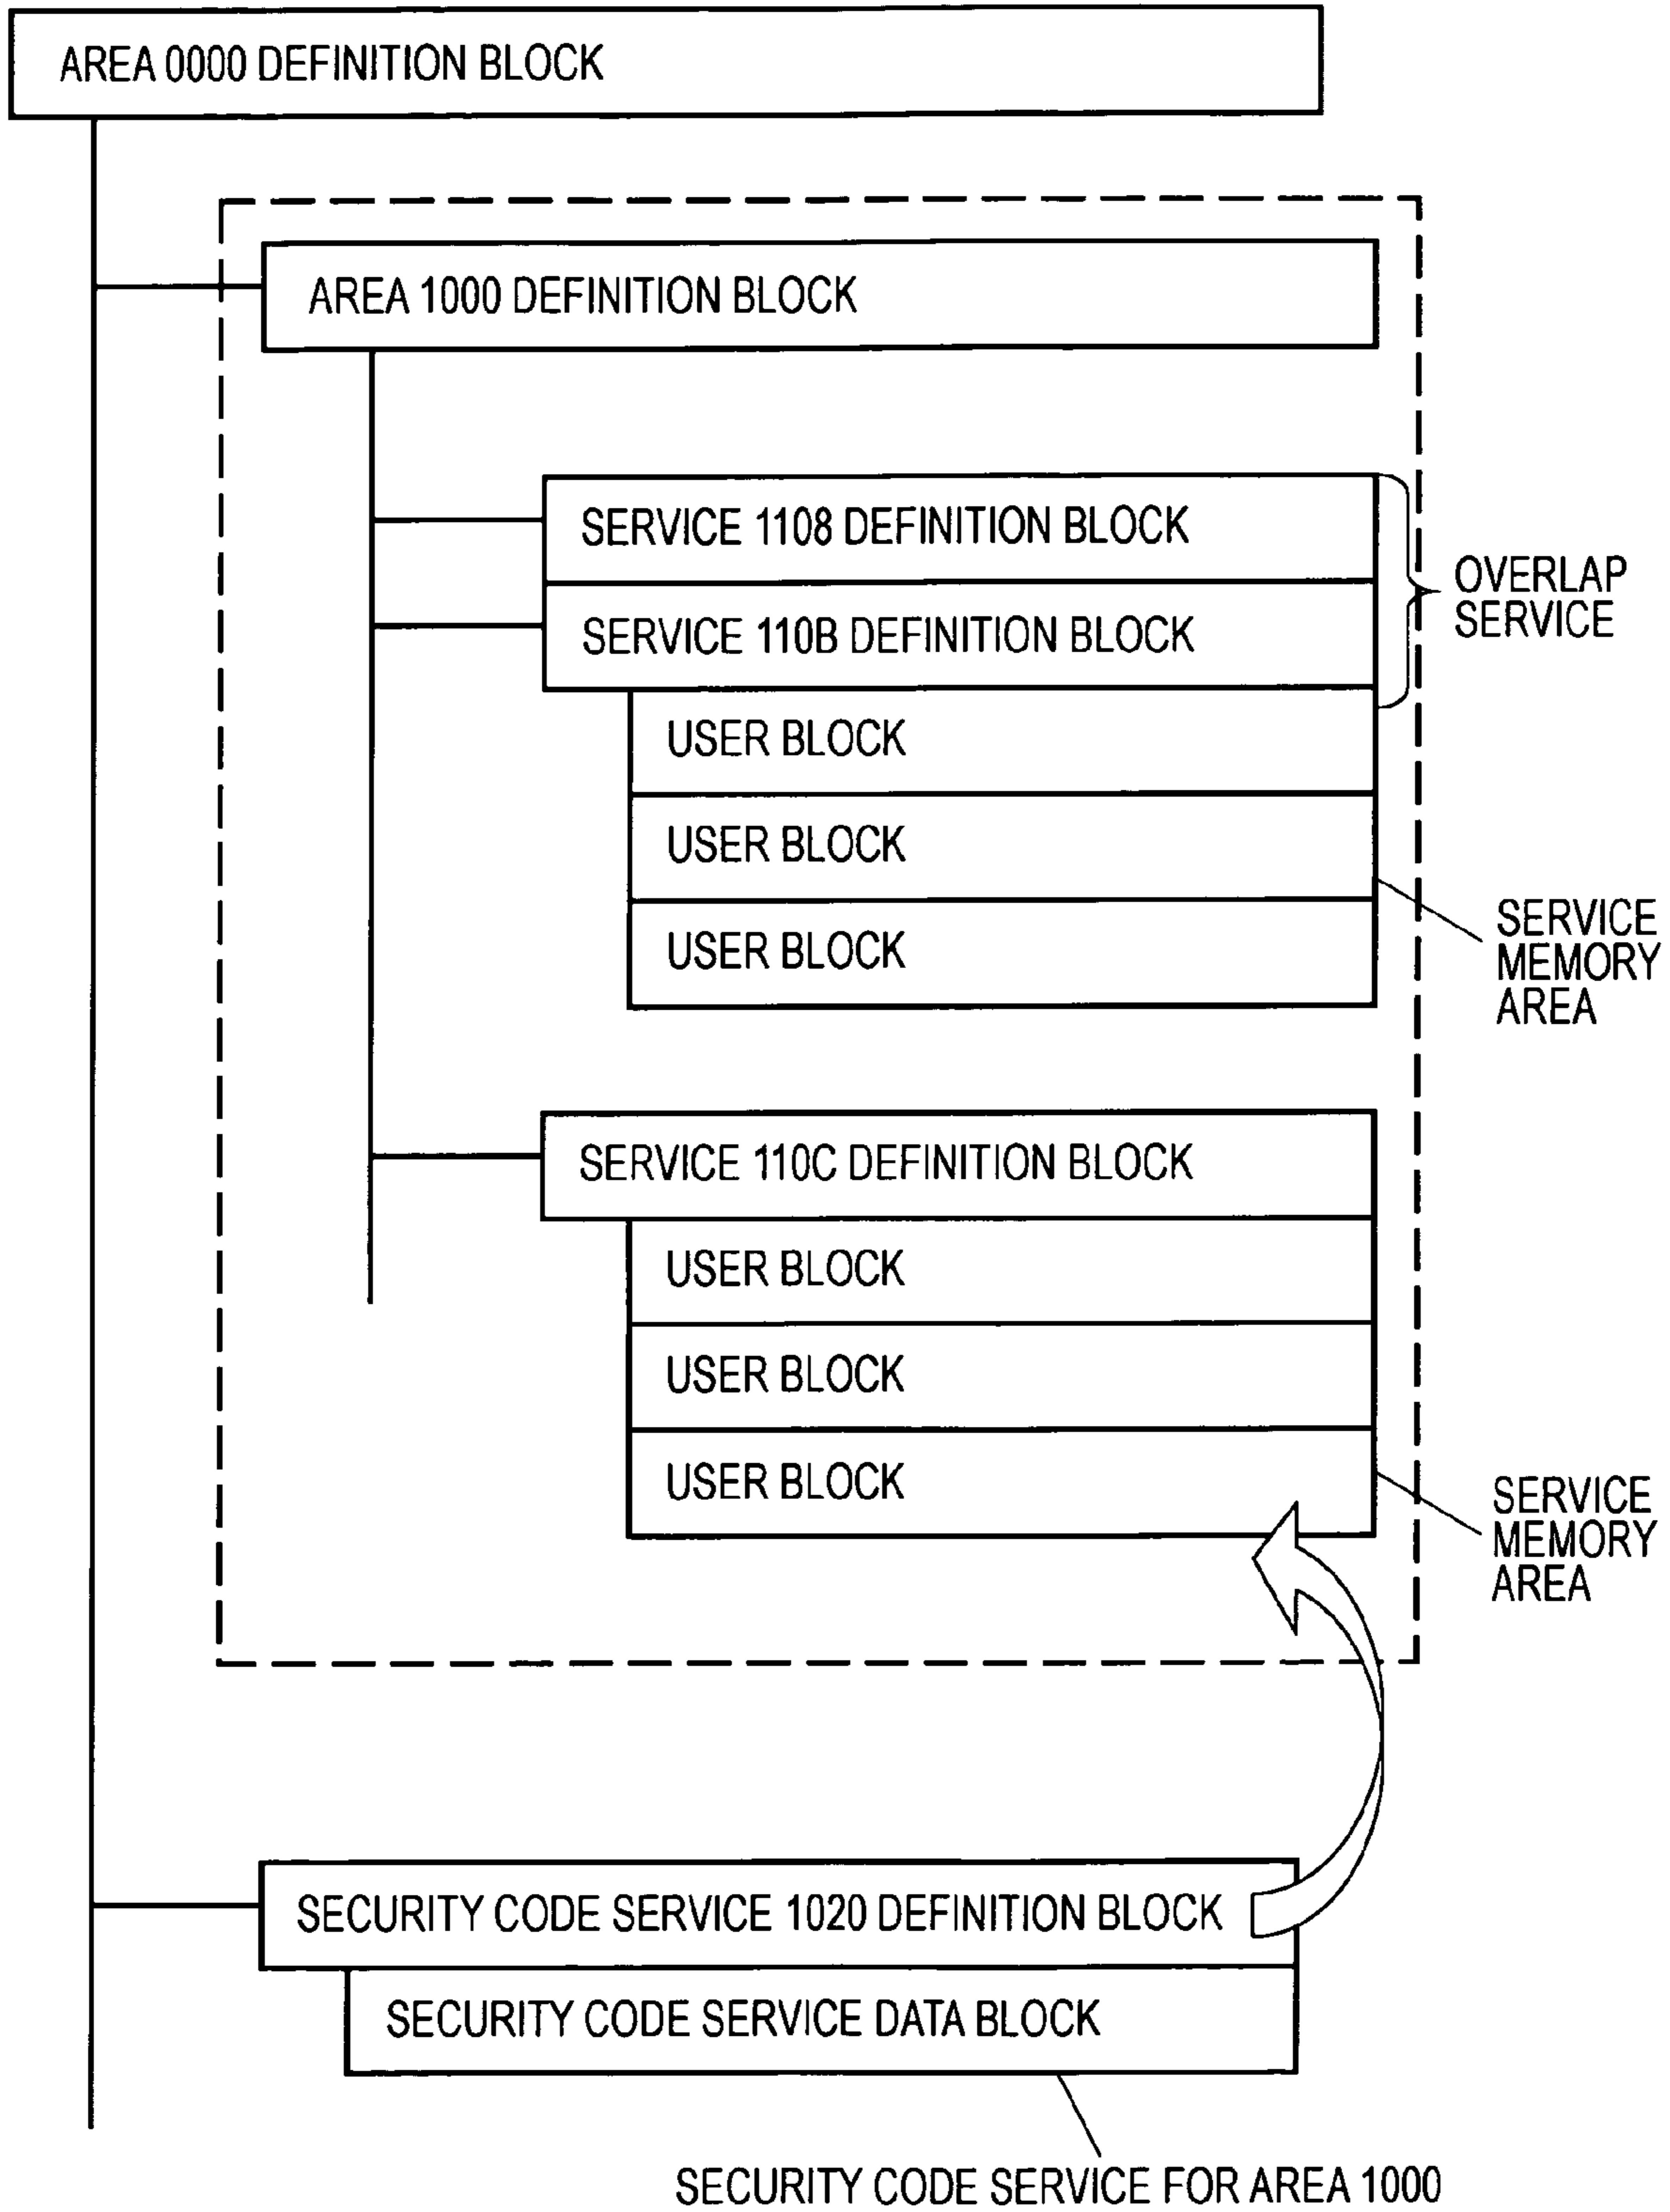 AREA 0000 DEFINITION BLOCK
AREA 1000 DEFINITION BLOCK
SERVICE 1108 DEFINITION BLOCK
SERVICE 110B DEFINITION BLOCK
OVERLAP
SERVICE
USER BLOCK
USER BLOCK
USER BLOCK
SERVICE
MEMORY
AREA
SERVICE 110C DEFINITION BLOCK
USER BLOCK
USER BLOCK
USER BLOCK
SERVICE
MEMORY
AREA
SECURITY CODE SERVICE 1020 DEFINITION BLOCK
SECURITY CODE SERVICE DATA BLOCK
SECURITY CODE SERVICE FOR AREA 1000